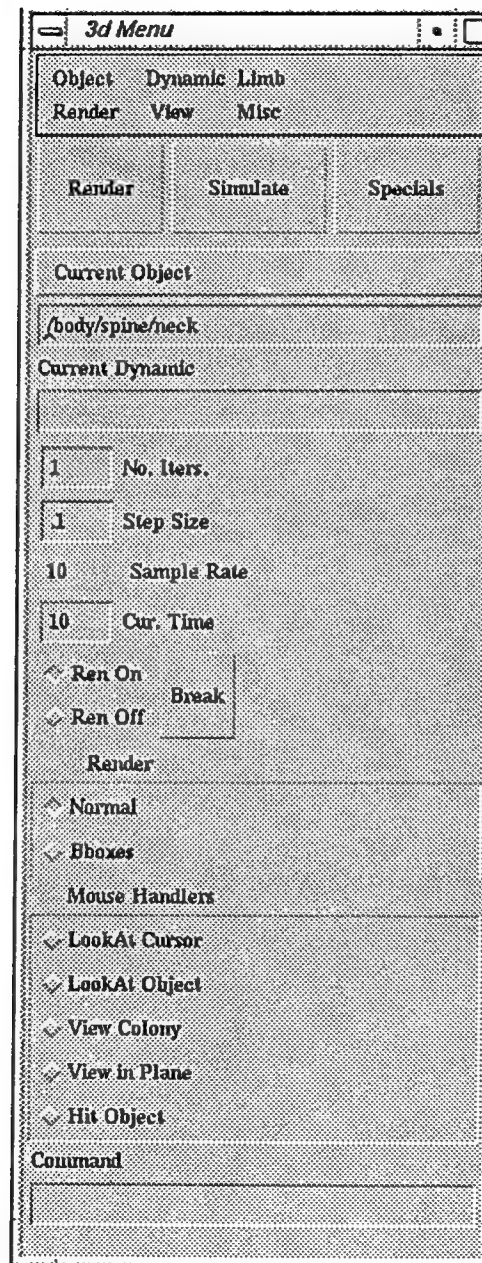 3d Menu
Object Dynamic Limb
Render View Misc
Render Simulate Specials
Current Object
/body/spine/neck
Current Dynamic
1 No. Iters.
.1 Step Size
10 Sample Rate
10 Cur. Time
Ren On
Break
Ren Off
Render
Normal
Bboxes
Mouse Handlers
LookAt Cursor
LookAt Object
View Colony
View in Plane
Hit Object
Command